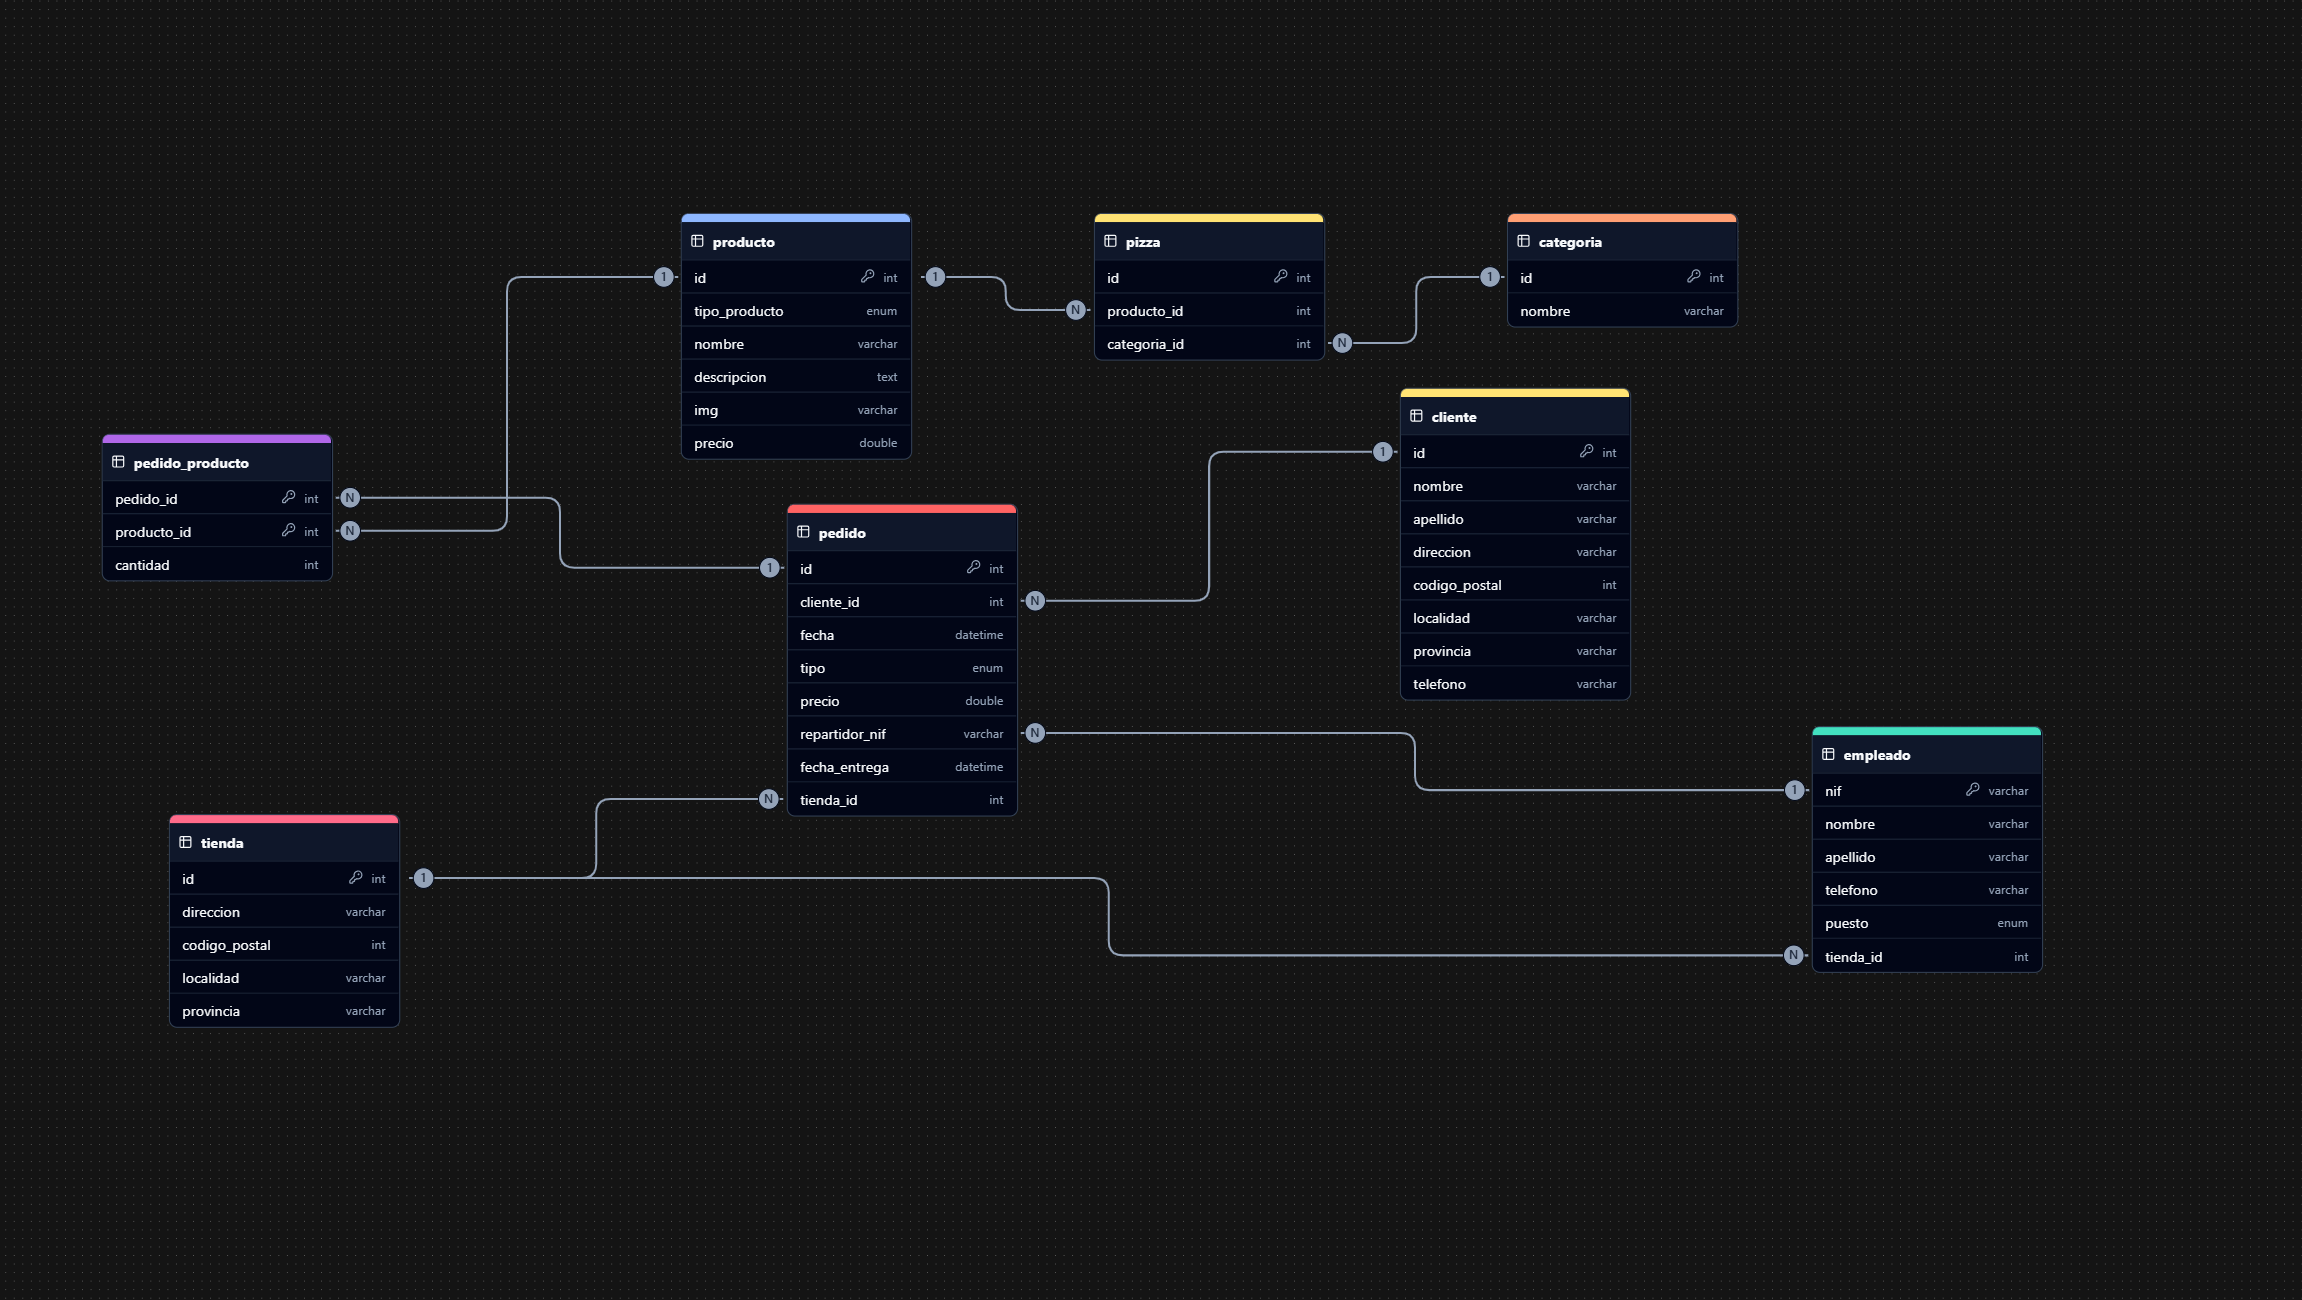 producto
1 id int 1
tipo_producto enum
nombre varchar
descripcion text
img varchar
precio double
pizza
id int
N producto_id int
categoria_id int N
categoria
1 id int
nombre varchar
cliente
1 id int
nombre varchar
apellido varchar
direccion varchar
codigo_postal int
localidad varchar
provincia varchar
telefono varchar
pedido_producto
pedido_id int N
producto_id int N
cantidad int
pedido
1 id int
cliente_id int N
fecha datetime
tipo enum
precio double
repartidor_nif varchar N
fecha_entrega datetime
N tienda_id int
empleado
1 nif varchar
nombre varchar
apellido varchar
telefono varchar
puesto enum
N tienda_id int
tienda
id int 1
direccion varchar
codigo_postal int
localidad varchar
provincia varchar